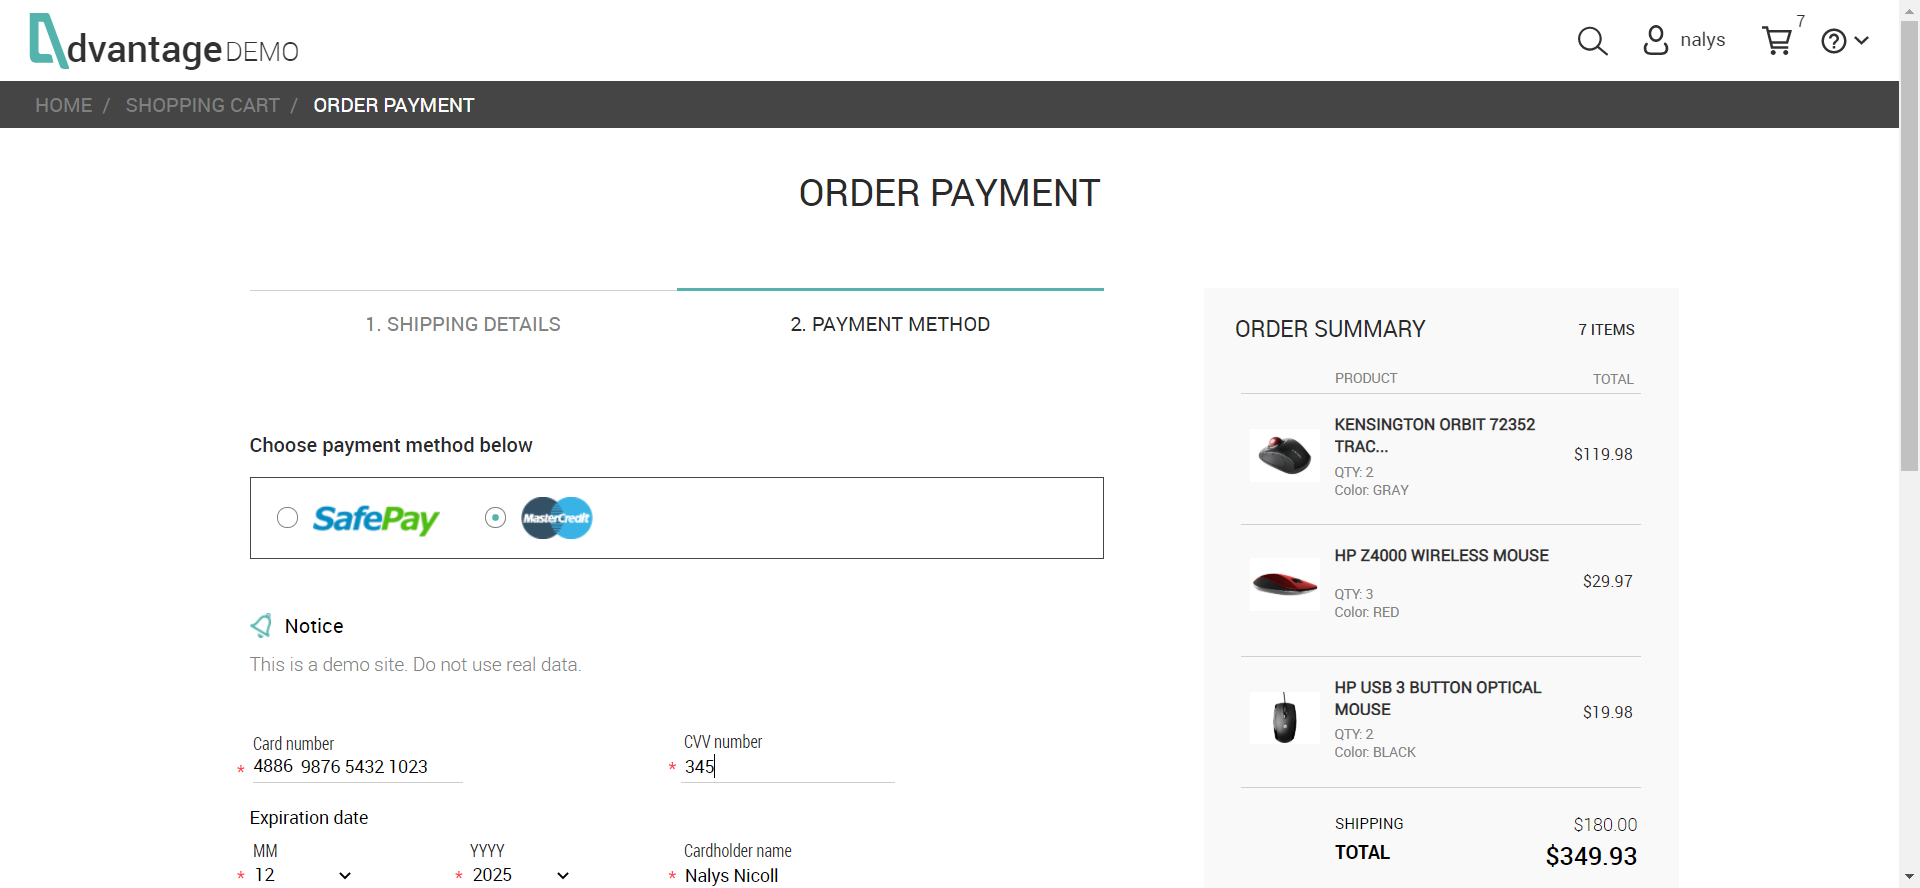 dvantage DEMO
nalys
7
HOME / SHOPPING CART / ORDER PAYMENT
ORDER PAYMENT
1. SHIPPING DETAILS
2. PAYMENT METHOD
Choose payment method below
SafePay
MasterCredit
Notice
This is a demo site. Do not use real data.
Card number
* 4886 9876 5432 1023
CVV number
* 345
Expiration date
MM
* 12
YYYY
* 2025
Cardholder name
* Nalys Nicoll
ORDER SUMMARY
7 ITEMS
PRODUCT
TOTAL
KENSINGTON ORBIT 72352
TRAC...
$119.98
QTY: 2
Color: GRAY
HP Z4000 WIRELESS MOUSE
$29.97
QTY: 3
Color: RED
HP USB 3 BUTTON OPTICAL
MOUSE
$19.98
QTY: 2
Color: BLACK
SHIPPING
$180.00
TOTAL
$349.93